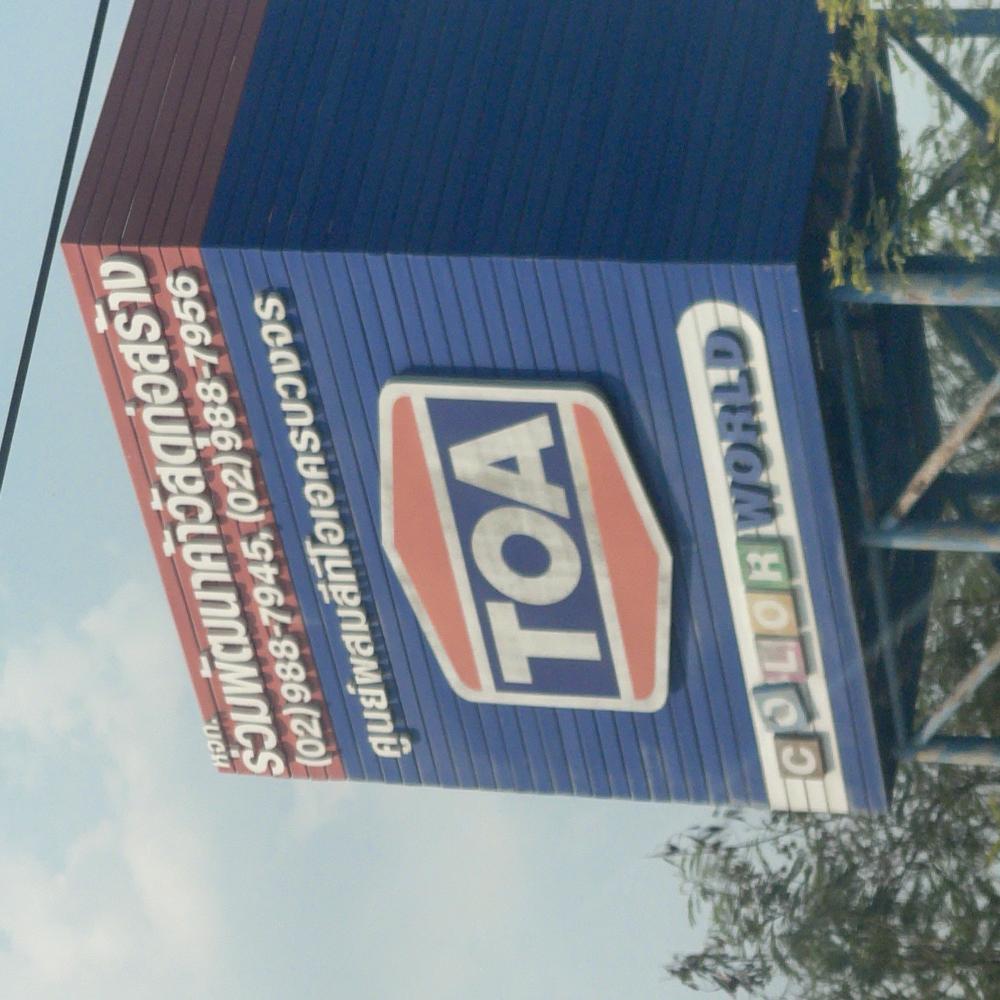 หจก.
ร่วมพัฒนาค้าวัสดุก่อสร้าง
(02)988-7945, (02)988-7956
ศูนย์ผสมสีทีโอเอครบวงจร
TOA
COLOR WORLD